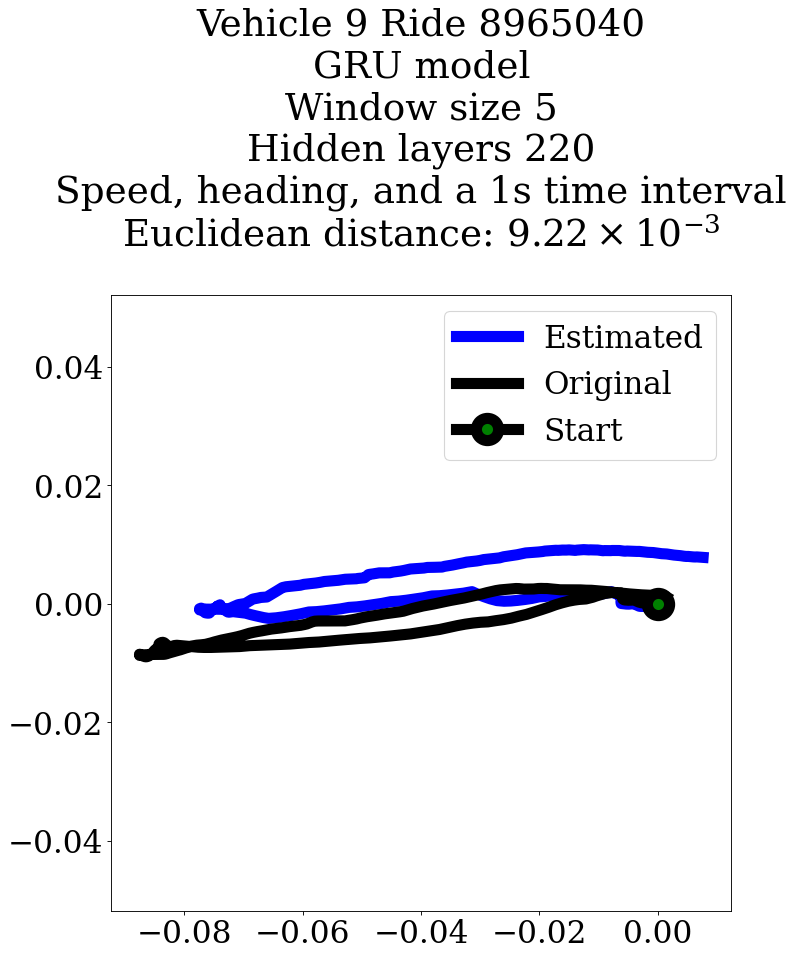 Vehicle 9 Ride 8965040
GRU model
Window size 5
Hidden layers 220
Speed, heading, and a 1s time interval
Euclidean distance: 9.22 × 10⁻³
Estimated
Original
Start
0.04
0.02
0.00
−0.02
−0.04
−0.08 −0.06 −0.04 −0.02 0.00